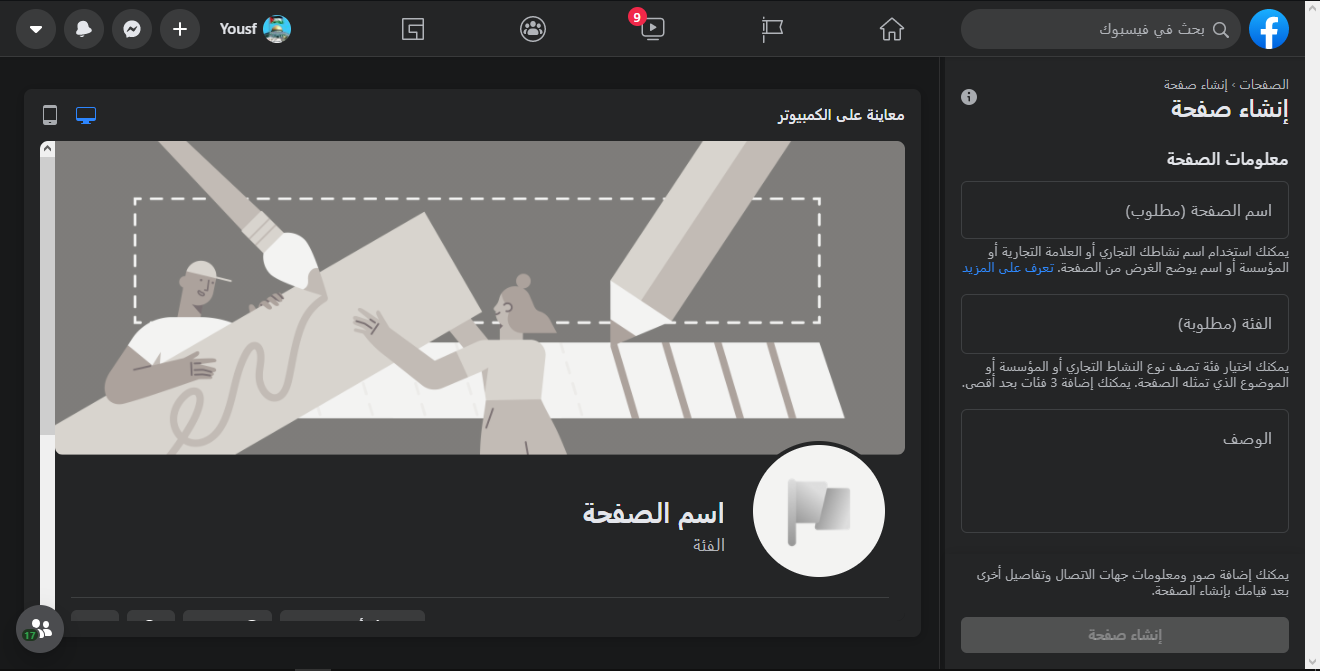 بحث في فيسبوك
9
Yousf
الصفحات › إنشاء صفحة
إنشاء صفحة
معلومات الصفحة
اسم الصفحة (مطلوب)
يمكنك استخدام اسم نشاطك التجاري أو العلامة التجارية أو
المؤسسة أو اسم يوضح الغرض من الصفحة. تعرف على المزيد
الفئة (مطلوبة)
يمكنك اختيار فئة تصف نوع النشاط التجاري أو المؤسسة أو
الموضوع الذي تمثله الصفحة. يمكنك إضافة 3 فئات بحد أقصى.
الوصف
يمكنك إضافة صور ومعلومات جهات الاتصال وتفاصيل أخرى
بعد قيامك بإنشاء الصفحة.
إنشاء صفحة
معاينة على الكمبيوتر
اسم الصفحة
الفئة
17